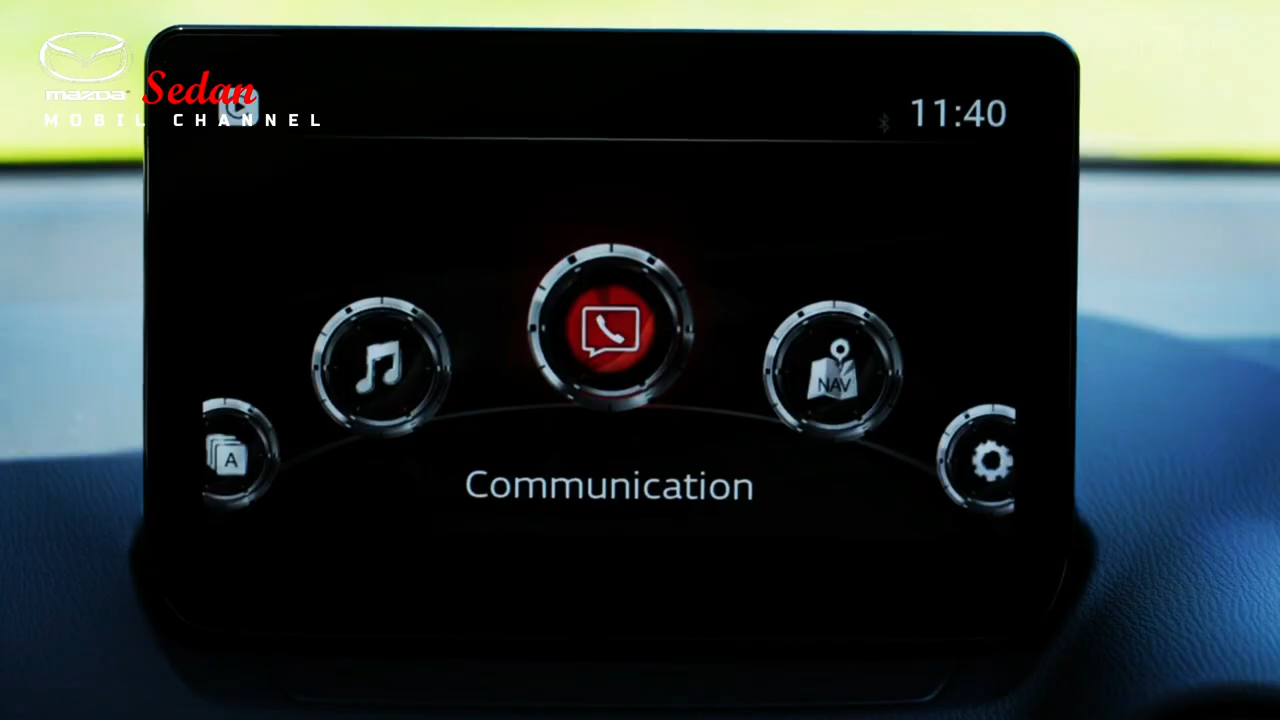 mazda Sedan
MOBIL CHANNEL
11:40
NAV
A
Communication